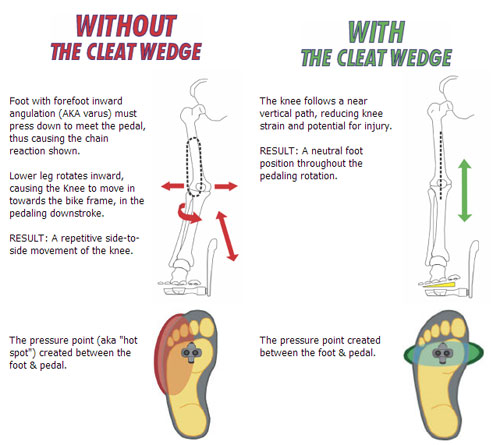 WITHOUT
THE CLEAT WEDGE
Foot with forefoot inward
angulation (AKA varus) must
press down to meet the pedal,
thus causing the chain
reaction shown.
Lower leg rotates inward,
causing the Knee to move in
towards the bike frame, in the
pedaling downstroke.
RESULT: A repetitive side-to-
side movement of the knee.
The pressure point (aka "hot
spot") created between the
foot & pedal.
WITH
THE CLEAT WEDGE
The knee follows a near
vertical path, reducing knee
strain and potential for injury.
RESULT: A neutral foot
position throughout the
pedaling rotation.
The pressure point created
between the foot & pedal.